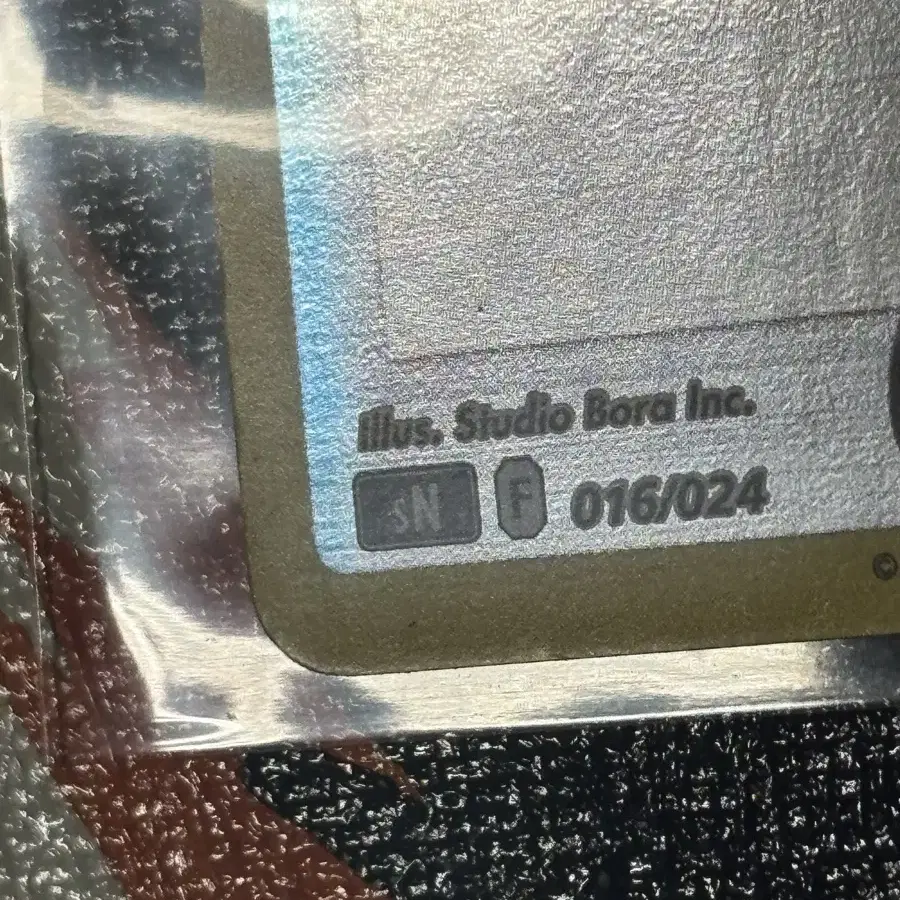 Illus. Studio Bora Inc.
sN F 016/024
©